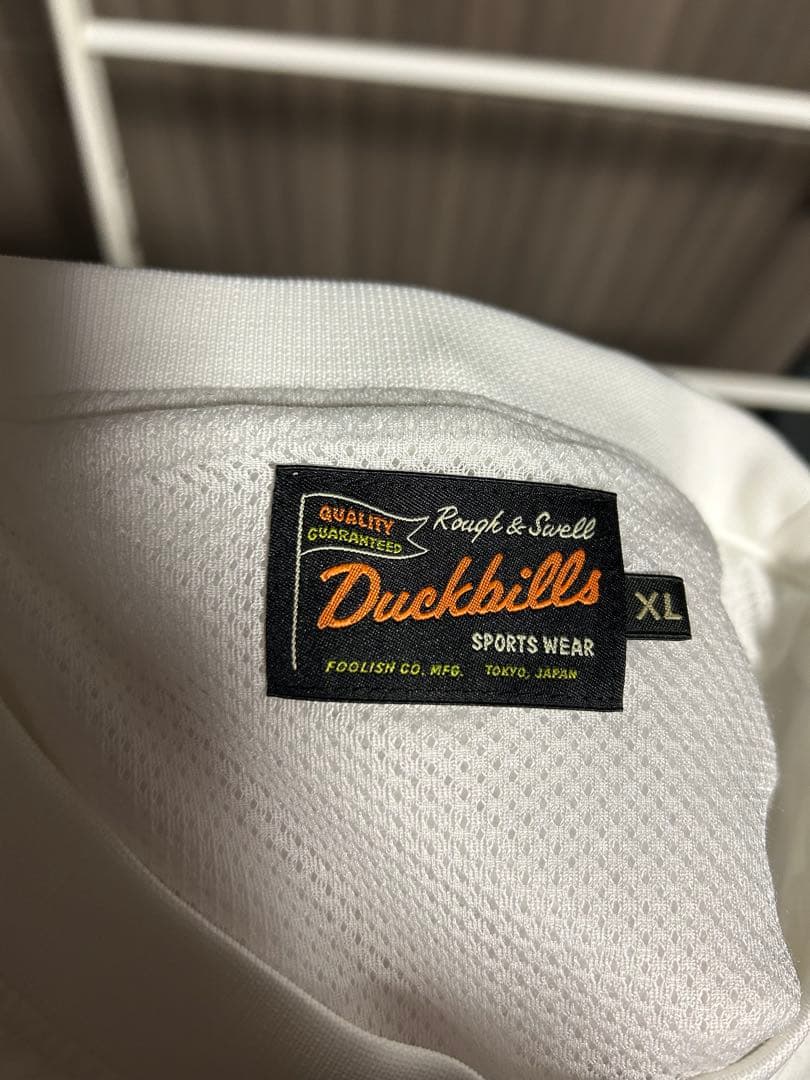 QUALITY
GUARANTEED
Rough & Swell
Duckbills
SPORTS WEAR
FOOLISH CO. MFG. TOKYO, JAPAN
XL